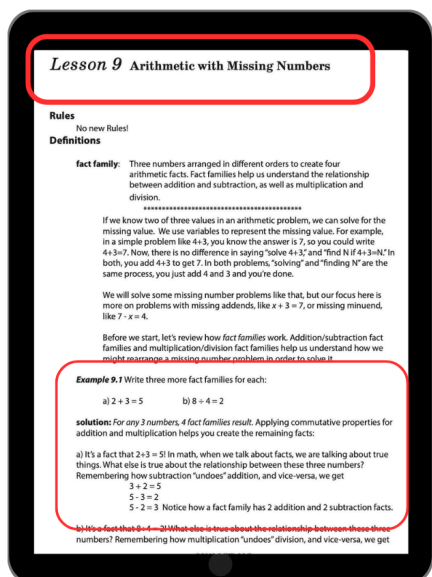 Lesson 9 Arithmetic with Missing Numbers
Rules
No new Rules!
Definitions
fact family: Three numbers arranged in different orders to create four
arithmetic facts. Fact families help us understand the relationship
between addition and subtraction, as well as multiplication and
division.
*******************************************
If we know two of three values in an arithmetic problem, we can solve for the
missing value. We use variables to represent the missing value. For example,
in a simple problem like 4+3, you know the answer is 7, so you could write
4+3=7. Now, there is no difference in saying "solve 4+3," and "find N if 4+3=N." In
both, you add 4+3 to get 7. In both problems, "solving" and "finding N" are the
same process, you just add 4 and 3 and you're done.
We will solve some missing number problems like that, but our focus here is
more on problems with missing addends, like x + 3 = 7, or missing minuend,
like 7 - x = 4.
Before we start, let's review how fact families work. Addition/subtraction fact
families and multiplication/division fact families help us understand how we
might rearrange a missing number problem in order to solve it.
Example 9.1 Write three more fact families for each:
a) 2 + 3 = 5 b) 8 ÷ 4 = 2
solution: For any 3 numbers, 4 fact families result. Applying commutative properties for
addition and multiplication helps you create the remaining facts:
a) It's a fact that 2+3 = 5! In math, when we talk about facts, we are talking about true
things. What else is true about the relationship between these three numbers?
Remembering how subtraction "undoes" addition, and vice-versa, we get
3 + 2 = 5
5 - 3 = 2
5 - 2 = 3 Notice how a fact family has 2 addition and 2 subtraction facts.
b) It's a fact that 8÷4 = 2! What else is true about the relationship between these three
numbers? Remembering how multiplication "undoes" division, and vice-versa, we get